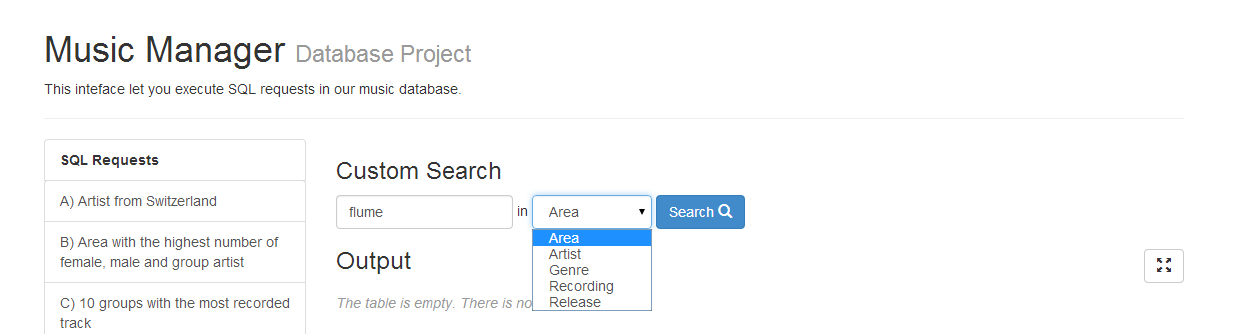 Music Manager Database Project
This inteface let you execute SQL requests in our music database.
SQL Requests
A) Artist from Switzerland
B) Area with the highest number of
female, male and group artist
C) 10 groups with the most recorded
track
Custom Search
flume in Area Search
Area
Artist
Genre
Recording
Release
Output
The table is empty. There is no